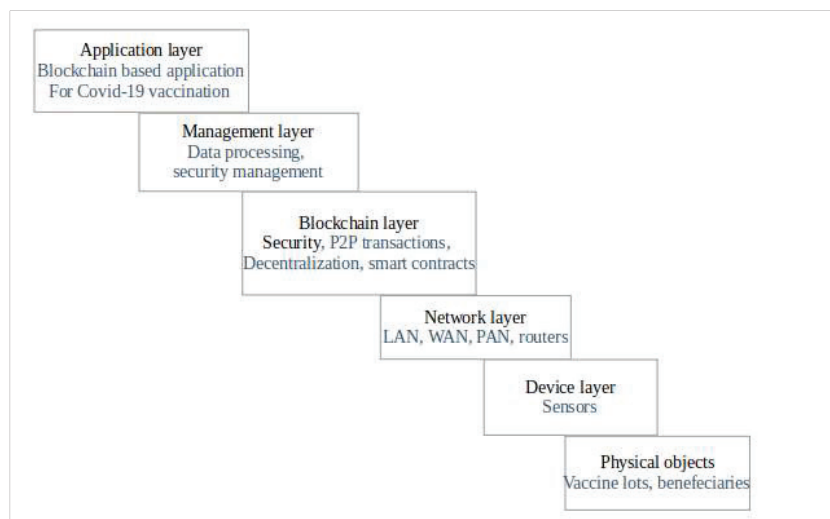 Application layer
Blockchain based application
For Covid-19 vaccination
Management layer
Data processing,
security management
Blockchain layer
Security, P2P transactions,
Decentralization, smart contracts
Network layer
LAN, WAN, PAN, routers
Device layer
Sensors
Physical objects
Vaccine lots, benefeciaries